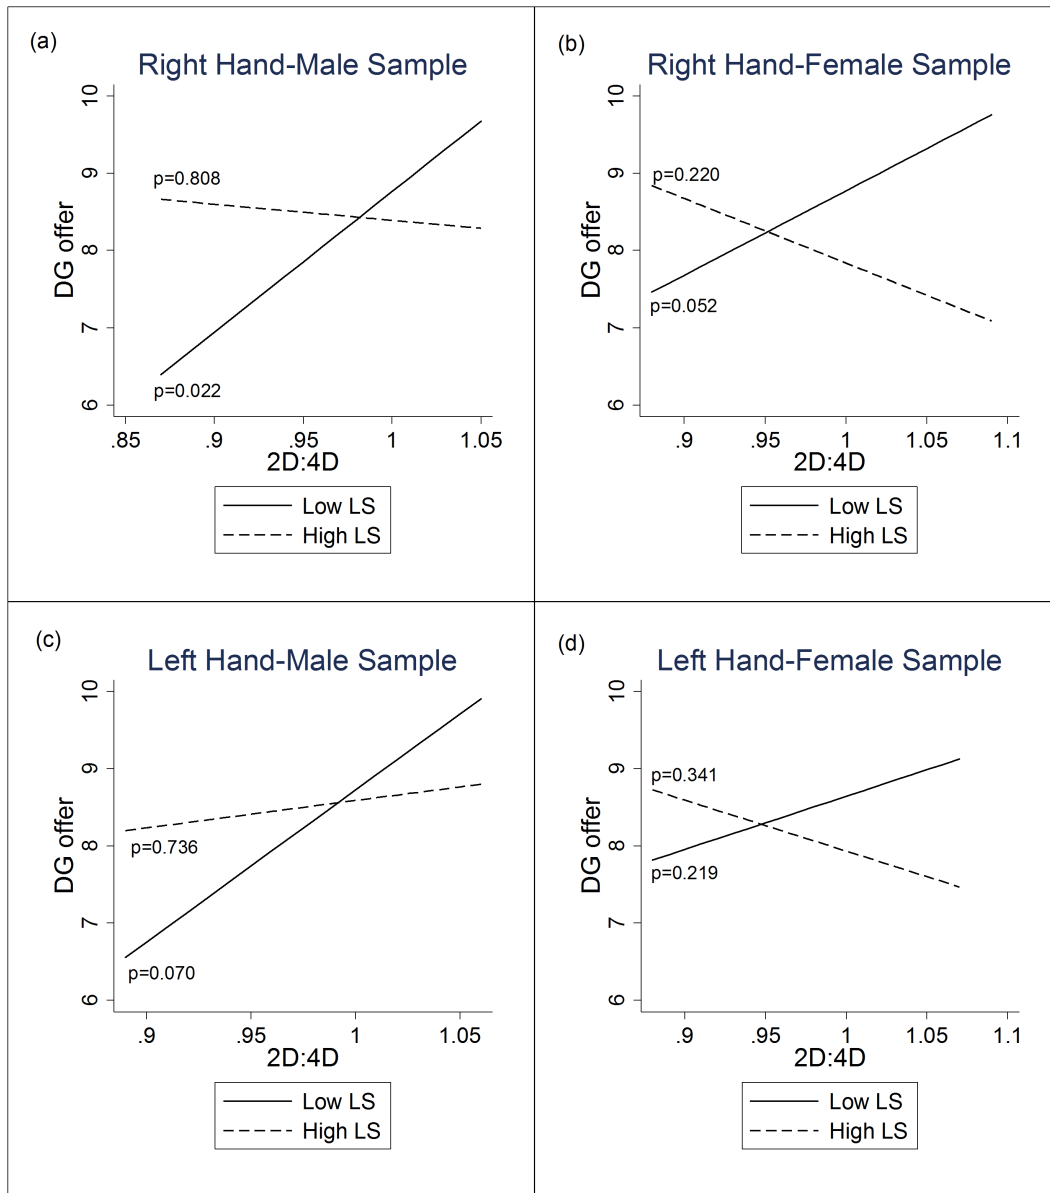 (a)
Right Hand-Male Sample
DG offer
10
9
8
7
6
p=0.808
p=0.022
.85 .9 .95 1 1.05
2D:4D
Low LS
High LS
(b)
Right Hand-Female Sample
DG offer
10
9
8
7
6
p=0.220
p=0.052
.9 .95 1 1.05 1.1
2D:4D
Low LS
High LS
(c)
Left Hand-Male Sample
DG offer
10
9
8
7
6
p=0.736
p=0.070
.9 .95 1 1.05
2D:4D
Low LS
High LS
(d)
Left Hand-Female Sample
DG offer
10
9
8
7
6
p=0.341
p=0.219
.9 .95 1 1.05 1.1
2D:4D
Low LS
High LS